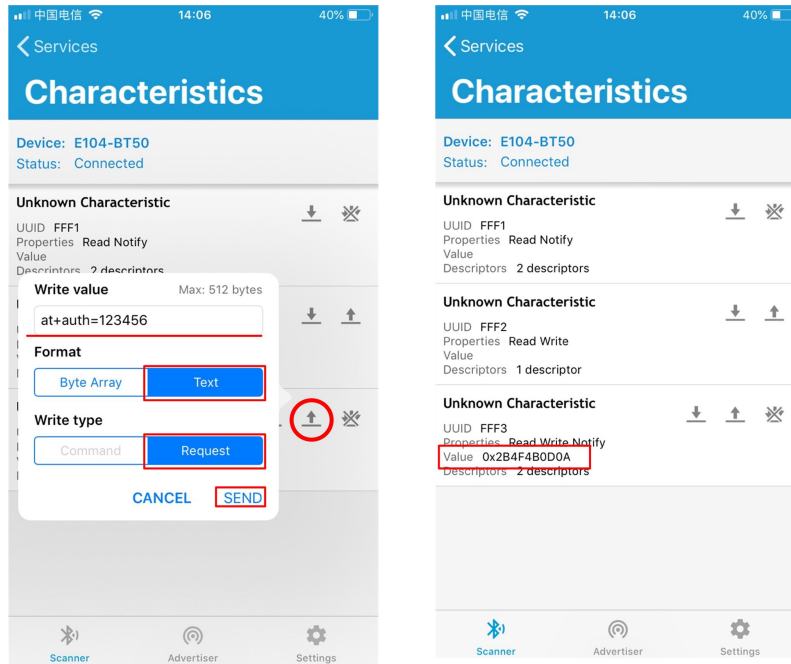 中国电信 14:06 40%
Services
Characteristics
Device: E104-BT50
Status: Connected
Unknown Characteristic
UUID FFF1
Properties Read Notify
Value
Descriptors 2 descriptors
Write value Max: 512 bytes
at+auth=123456
Format
Byte Array Text
Write type
Command Request
CANCEL SEND
Scanner Advertiser Settings
中国电信 14:06 40%
Services
Characteristics
Device: E104-BT50
Status: Connected
Unknown Characteristic
UUID FFF1
Properties Read Notify
Value
Descriptors 2 descriptors
Unknown Characteristic
UUID FFF2
Properties Read Write
Value
Descriptors 1 descriptor
Unknown Characteristic
UUID FFF3
Properties Read Write Notify
Value 0x2B4F4B0D0A
Descriptors 2 descriptors
Scanner Advertiser Settings